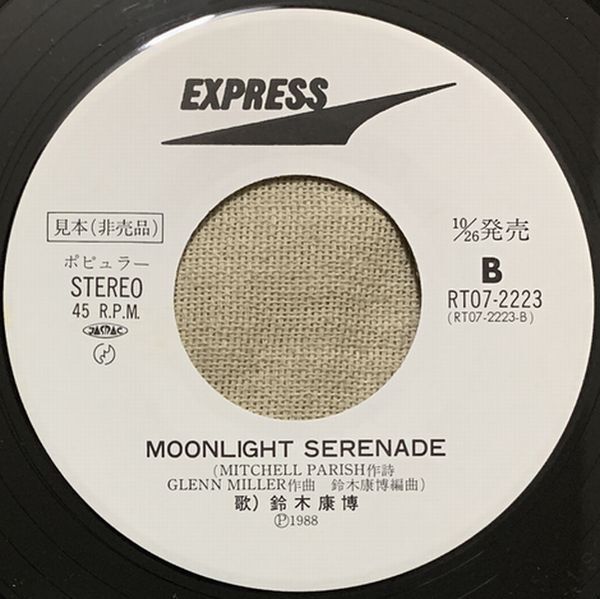 EXPRESS
見本(非売品)
ポピュラー
STEREO
45 R.P.M.
JASRAC
10/26発売
B
RT07-2223
(RT07-2223-B)
MOONLIGHT SERENADE
(MITCHELL PARISH作詩
GLENN MILLER作曲 鈴木康博編曲)
歌) 鈴木康博
Ⓟ1988